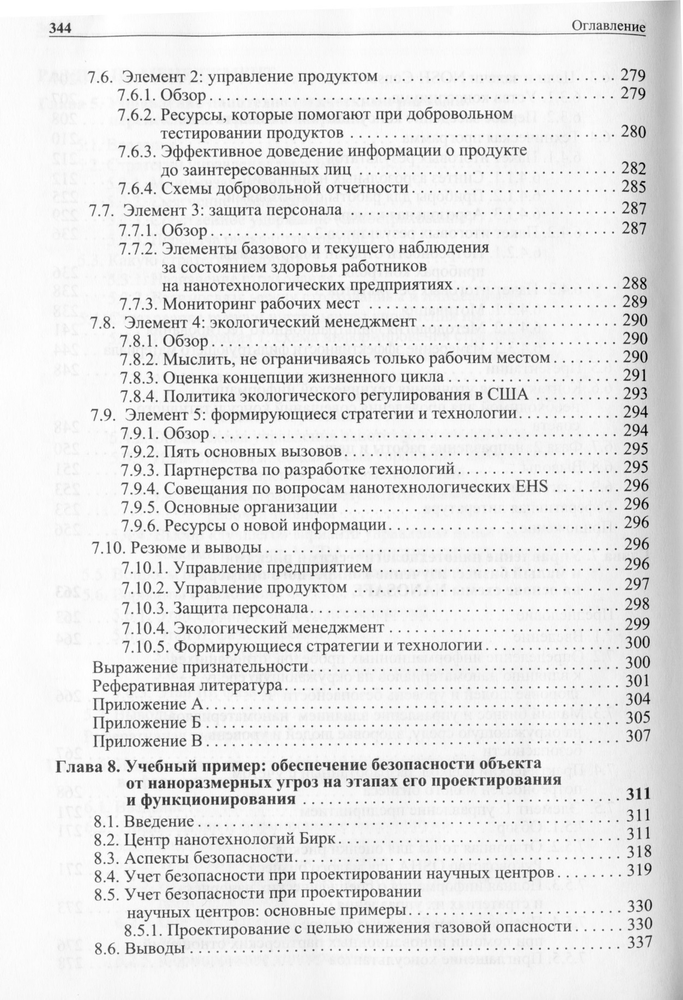 344 Оглавление
7.6. Элемент 2: управление продуктом . . . . . . . . . . . . . . . . . . . . . . . . . . 279
7.6.1. Обзор . . . . . . . . . . . . . . . . . . . . . . . . . . . . . . . . . . . . . . . . . . . . 279
7.6.2. Ресурсы, которые помогают при добровольном
тестировании продуктов . . . . . . . . . . . . . . . . . . . . . . . . . . . . . 280
7.6.3. Эффективное доведение информации о продукте
до заинтересованных лиц . . . . . . . . . . . . . . . . . . . . . . . . . . . . 282
7.6.4. Схемы добровольной отчетности . . . . . . . . . . . . . . . . . . . . . . 285
7.7. Элемент 3: защита персонала . . . . . . . . . . . . . . . . . . . . . . . . . . . . . . 287
7.7.1. Обзор . . . . . . . . . . . . . . . . . . . . . . . . . . . . . . . . . . . . . . . . . . . . 287
7.7.2. Элементы базового и текущего наблюдения
за состоянием здоровья работников
на нанотехнологических предприятиях . . . . . . . . . . . . . . . . . 288
7.7.3. Мониторинг рабочих мест . . . . . . . . . . . . . . . . . . . . . . . . . . . 289
7.8. Элемент 4: экологический менеджмент . . . . . . . . . . . . . . . . . . . . . 290
7.8.1. Обзор . . . . . . . . . . . . . . . . . . . . . . . . . . . . . . . . . . . . . . . . . . . . 290
7.8.2. Мыслить, не ограничиваясь только рабочим местом . . . . . . . 290
7.8.3. Оценка концепции жизненного цикла . . . . . . . . . . . . . . . . . . 291
7.8.4. Политика экологического регулирования в США . . . . . . . . . 293
7.9. Элемент 5: формирующиеся стратегии и технологии . . . . . . . . . . . 294
7.9.1. Обзор . . . . . . . . . . . . . . . . . . . . . . . . . . . . . . . . . . . . . . . . . . . . 294
7.9.2. Пять основных вызовов . . . . . . . . . . . . . . . . . . . . . . . . . . . . . . 295
7.9.3. Партнерства по разработке технологий . . . . . . . . . . . . . . . . . 295
7.9.4. Совещания по вопросам нанотехнологических EHS . . . . . . . 296
7.9.5. Основные организации . . . . . . . . . . . . . . . . . . . . . . . . . . . . . . 296
7.9.6. Ресурсы о новой информации . . . . . . . . . . . . . . . . . . . . . . . . . 296
7.10. Резюме и выводы . . . . . . . . . . . . . . . . . . . . . . . . . . . . . . . . . . . . . . . 296
7.10.1. Управление предприятием . . . . . . . . . . . . . . . . . . . . . . . . . . 296
7.10.2. Управление продуктом . . . . . . . . . . . . . . . . . . . . . . . . . . . . . 297
7.10.3. Защита персонала . . . . . . . . . . . . . . . . . . . . . . . . . . . . . . . . . . 298
7.10.4. Экологический менеджмент . . . . . . . . . . . . . . . . . . . . . . . . . 299
7.10.5. Формирующиеся стратегии и технологии . . . . . . . . . . . . . . 300
Выражение признательности . . . . . . . . . . . . . . . . . . . . . . . . . . . . . . . . . . 300
Реферативная литература . . . . . . . . . . . . . . . . . . . . . . . . . . . . . . . . . . . . . 301
Приложение А . . . . . . . . . . . . . . . . . . . . . . . . . . . . . . . . . . . . . . . . . . . . . . 304
Приложение Б . . . . . . . . . . . . . . . . . . . . . . . . . . . . . . . . . . . . . . . . . . . . . . 305
Приложение В . . . . . . . . . . . . . . . . . . . . . . . . . . . . . . . . . . . . . . . . . . . . . . 307
Глава 8. Учебный пример: обеспечение безопасности объекта
от наноразмерных угроз на этапах его проектирования
и функционирования . . . . . . . . . . . . . . . . . . . . . . . . . . . . . . . . . . . 311
8.1. Введение . . . . . . . . . . . . . . . . . . . . . . . . . . . . . . . . . . . . . . . . . . . . . . . 311
8.2. Центр нанотехнологий Бирк . . . . . . . . . . . . . . . . . . . . . . . . . . . . . . . 311
8.3. Аспекты безопасности . . . . . . . . . . . . . . . . . . . . . . . . . . . . . . . . . . . . 318
8.4. Учет безопасности при проектировании научных центров . . . . . . . . 319
8.5. Учет безопасности при проектировании
научных центров: основные примеры . . . . . . . . . . . . . . . . . . . . . . . 330
8.5.1. Проектирование с целью снижения газовой опасности . . . . . . 330
8.6. Выводы . . . . . . . . . . . . . . . . . . . . . . . . . . . . . . . . . . . . . . . . . . . . . . . . 337